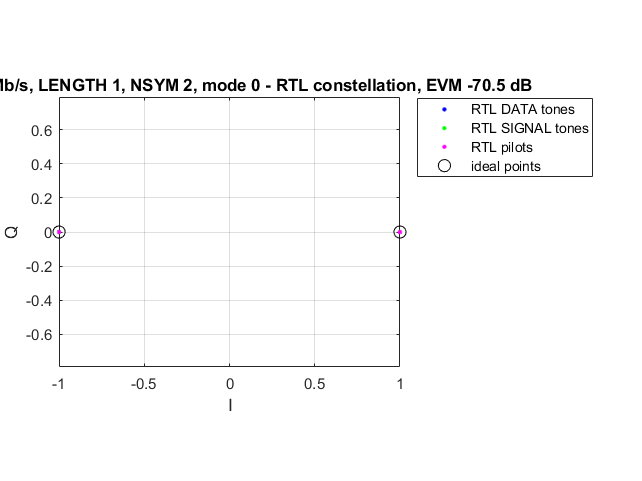 Mb/s, LENGTH 1, NSYM 2, mode 0 - RTL constellation, EVM -70.5 dB
RTL DATA tones
RTL SIGNAL tones
RTL pilots
ideal points
0.6
0.4
0.2
0
-0.2
-0.4
-0.6
Q
-1
-0.5
0
0.5
1
I